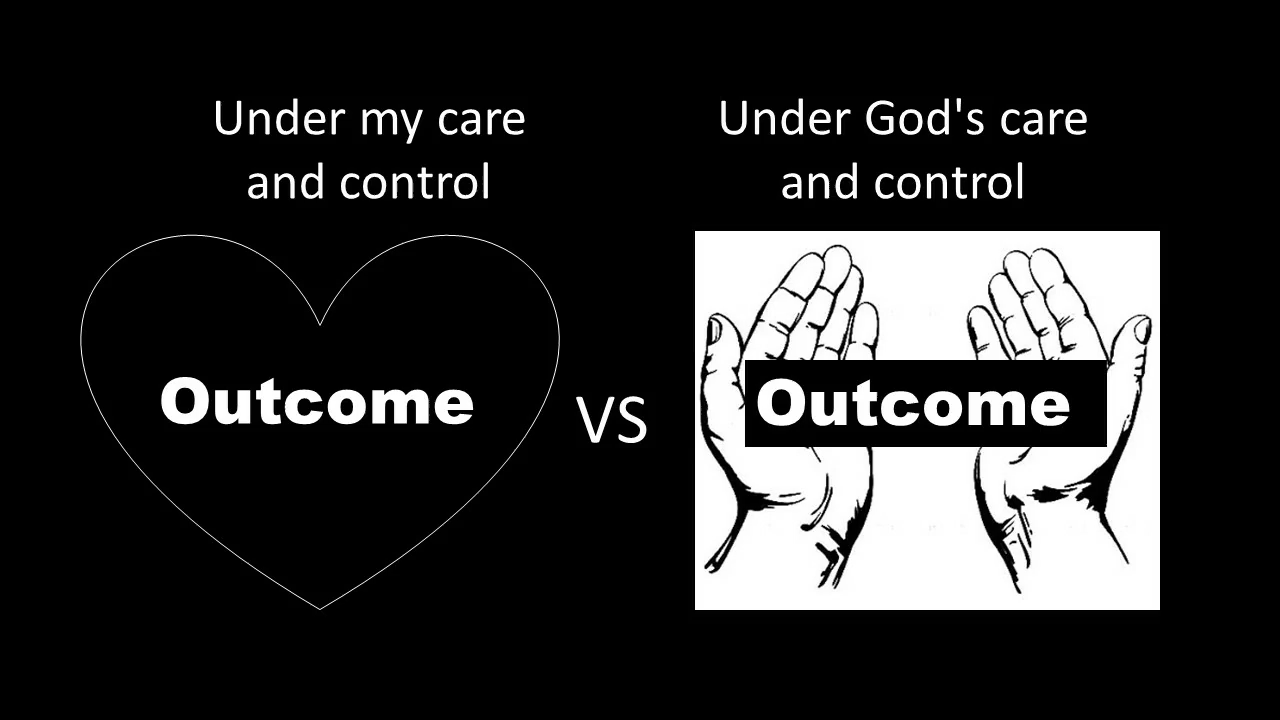 Under my care
and control
Outcome
VS
Under God's care
and control
Outcome